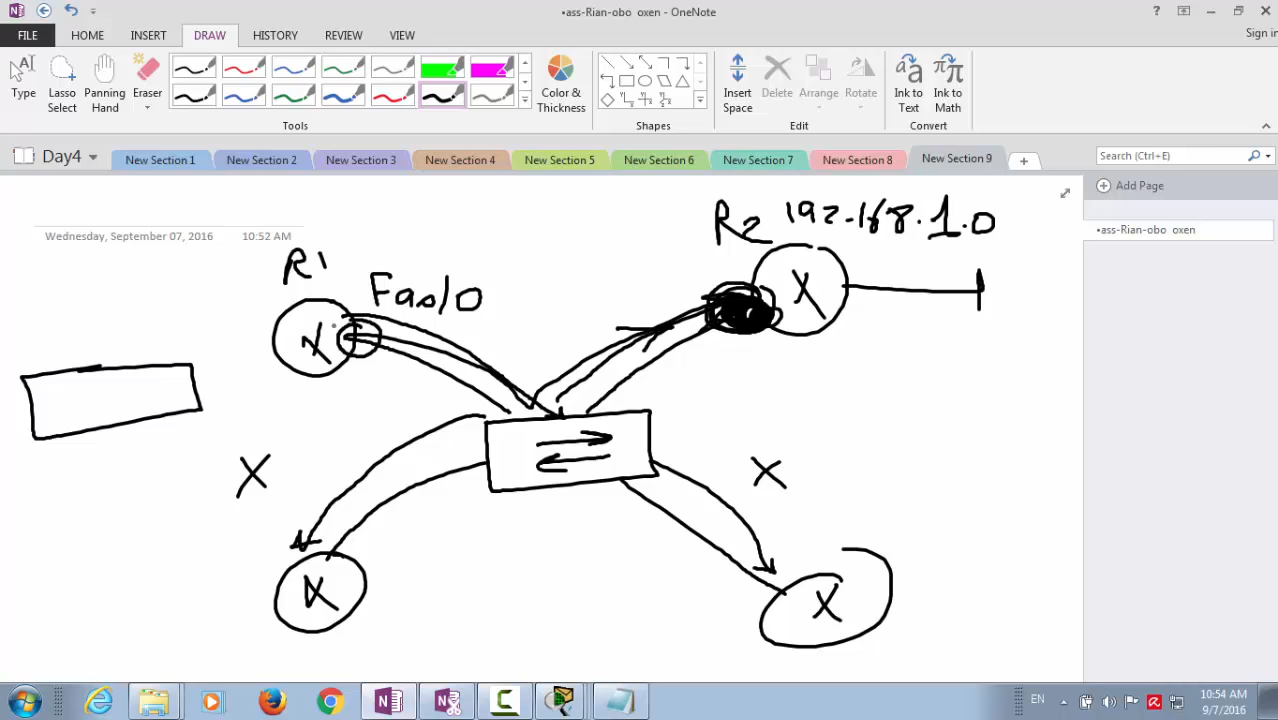 •ass-Rian-obo oxen - OneNote
?
FILE HOME INSERT DRAW HISTORY REVIEW VIEW
Sign in
Type
Lasso Select
Panning Hand
Eraser
Color & Thickness
Insert Space
Delete
Arrange
Rotate
Ink to Text
Ink to Math
Tools
Shapes
Edit
Convert
Day4
New Section 1
New Section 2
New Section 3
New Section 4
New Section 5
New Section 6
New Section 7
New Section 8
New Section 9
Search (Ctrl+E)
Add Page
•ass-Rian-obo oxen
Wednesday, September 07, 2016 10:52 AM
R2 192.168.1.0
R1
Fao/0
X
X
X
X
X
X
EN
10:54 AM
9/7/2016